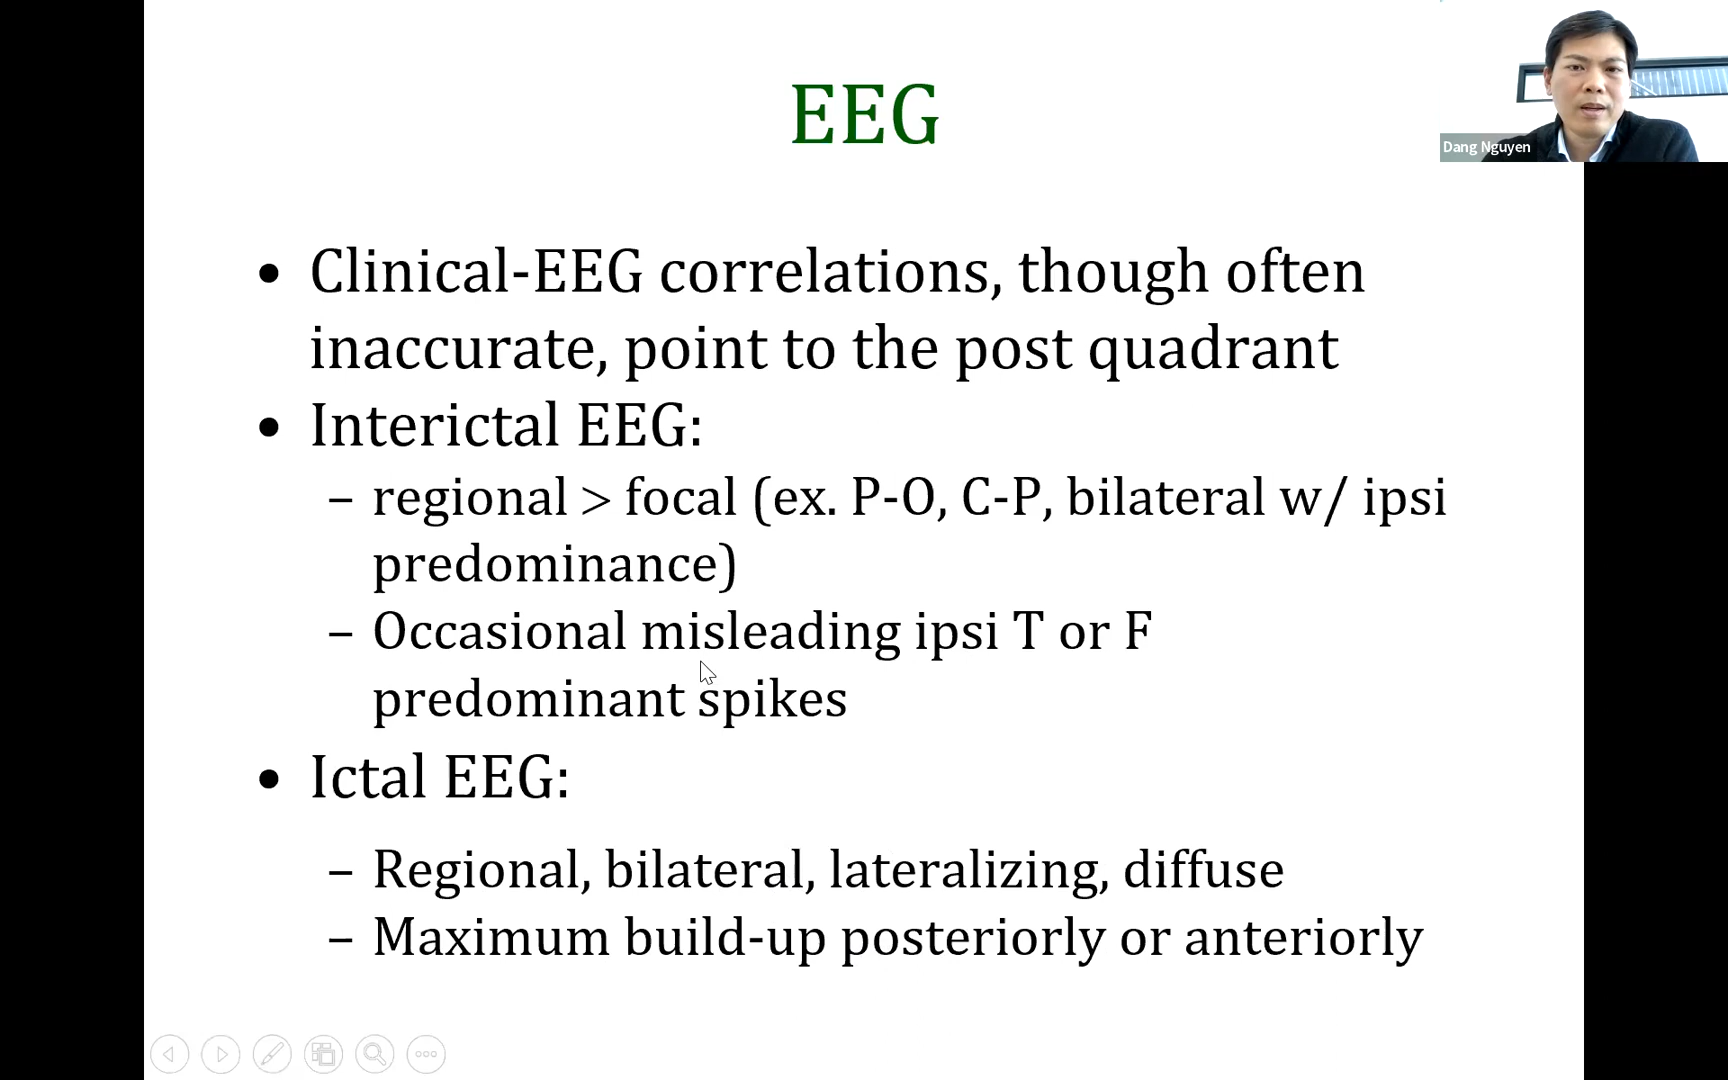 EEG
Dang Nguyen
• Clinical-EEG correlations, though often
inaccurate, point to the post quadrant
• Interictal EEG:
– regional > focal (ex. P-O, C-P, bilateral w/ ipsi
predominance)
– Occasional misleading ipsi T or F
predominant spikes
• Ictal EEG:
– Regional, bilateral, lateralizing, diffuse
– Maximum build-up posteriorly or anteriorly